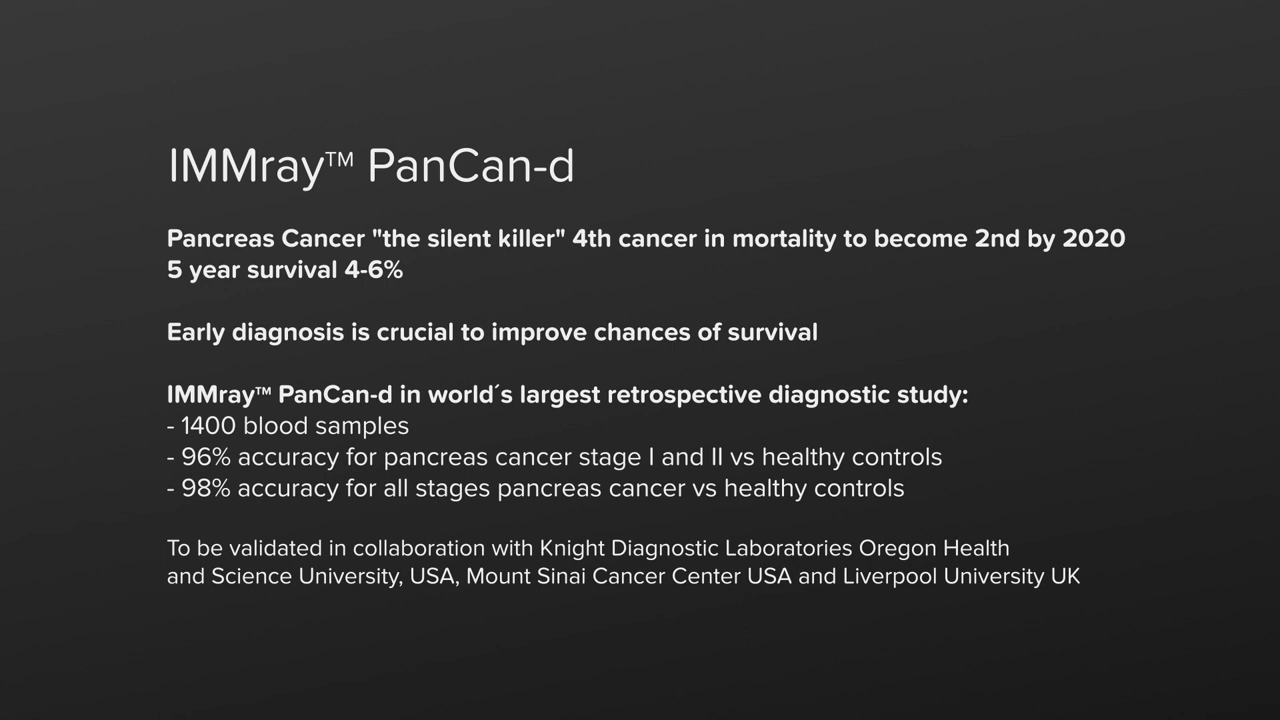 IMMray™ PanCan-d
Pancreas Cancer "the silent killer" 4th cancer in mortality to become 2nd by 2020
5 year survival 4-6%
Early diagnosis is crucial to improve chances of survival
IMMray™ PanCan-d in world´s largest retrospective diagnostic study:
- 1400 blood samples
- 96% accuracy for pancreas cancer stage I and II vs healthy controls
- 98% accuracy for all stages pancreas cancer vs healthy controls
To be validated in collaboration with Knight Diagnostic Laboratories Oregon Health
and Science University, USA, Mount Sinai Cancer Center USA and Liverpool University UK